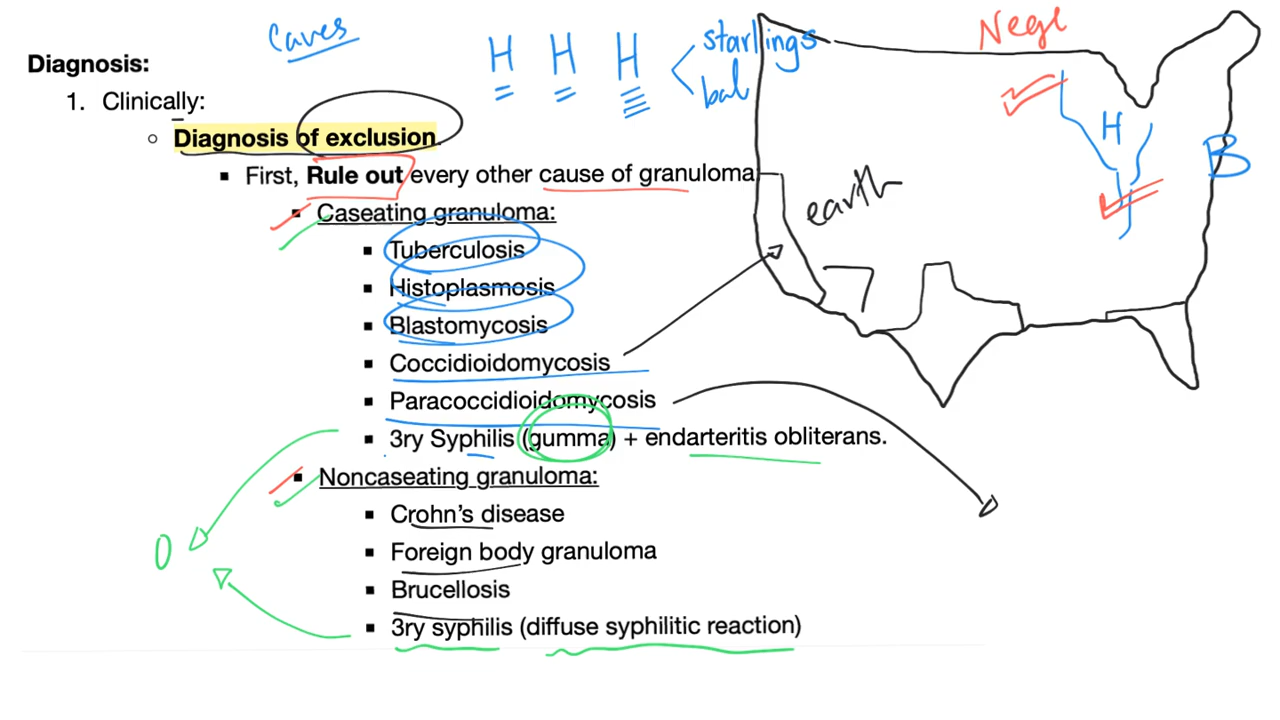 Caves
H H H
starlings
bal
Negl
Diagnosis:
1. Clinically:
Diagnosis of exclusion.
First, Rule out every other cause of granuloma
Caseating granuloma:
Tuberculosis
Histoplasmosis
Blastomycosis
Coccidioidomycosis
Paracoccidioidomycosis
3ry Syphilis (gumma) + endarteritis obliterans.
Noncaseating granuloma:
Crohn's disease
Foreign body granuloma
Brucellosis
3ry syphilis (diffuse syphilitic reaction)
H
B
earth